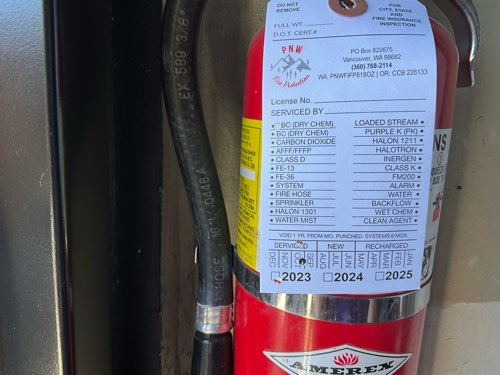 DO NOT
REMOVE
FOR
CITY, STATE
AND
FIRE INSURANCE
INSPECTION
FULL WT.
D.O.T. CERT.#
PNW
Fire Protection
PO Box 822675
Vancouver, WA 98682
(360) 768-2114
WA: PNWFIFP818OZ | OR: CCB 228133
License No.
SERVICED BY
BC (DRY CHEM) LOADED STREAM
BC (DRY CHEM) PURPLE K (PK)
CARBON DIOXIDE HALON 1211
AFFF/FFFP HALOTRON
CLASS D INERGEN
FE-13 CLASS K
FE-36 FM200
SYSTEM ALARM
FIRE HOSE WATER
SPRINKLER BACKFLOW
HALON 1301 WET CHEM
WATER MIST CLEAN AGENT
VOID 1 YR. FROM MO. PUNCHED: SYSTEMS 6 MOS.
SERVICED NEW RECHARGED
DEC NOV OCT SEP AUG JUL JUN MAY APR MAR FEB JAN
2023 2024 2025
AMEREX